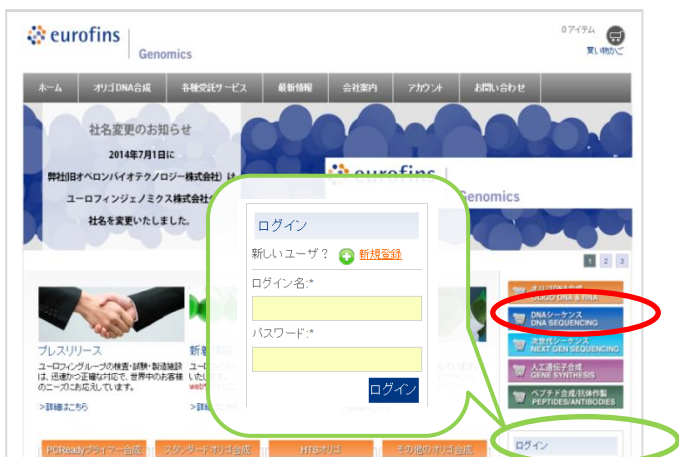 eurofins
Genomics
0アイテム
買い物かご
ホーム オリゴDNA合成 各種受託サービス 最新情報 会社案内 アカウント お問い合わせ
社名変更のお知らせ
2014年7月1日に
弊社(旧オペロンバイオテクノロジー株式会社) は
ユーロフィンジェノミクス株式会社
社名を変更いたしました。
eurofins
Genomics
1 2 3
ログイン
新しいユーザ? 新規登録
ログイン名:*
パスワード:*
ログイン
オリゴDNA合成
OLIGO DNA & RNA
DNAシーケンス
DNA SEQUENCING
次世代シーケンス
NEXT GEN SEQUENCING
人工遺伝子合成
GENE SYNTHESIS
ペプチド合成/抗体作製
PEPTIDES/ANTIBODIES
プレスリリース
ユーロフィングループの検査・試験・製造施設
は、迅速かつ正確な対応で、世界中のお客様
のニーズにお応えしています。
>詳細はこちら
新着
PCReadyプライマー合成 スタンダードオリゴ合成 HTSオリゴ その他のオリゴ合成
ログイン